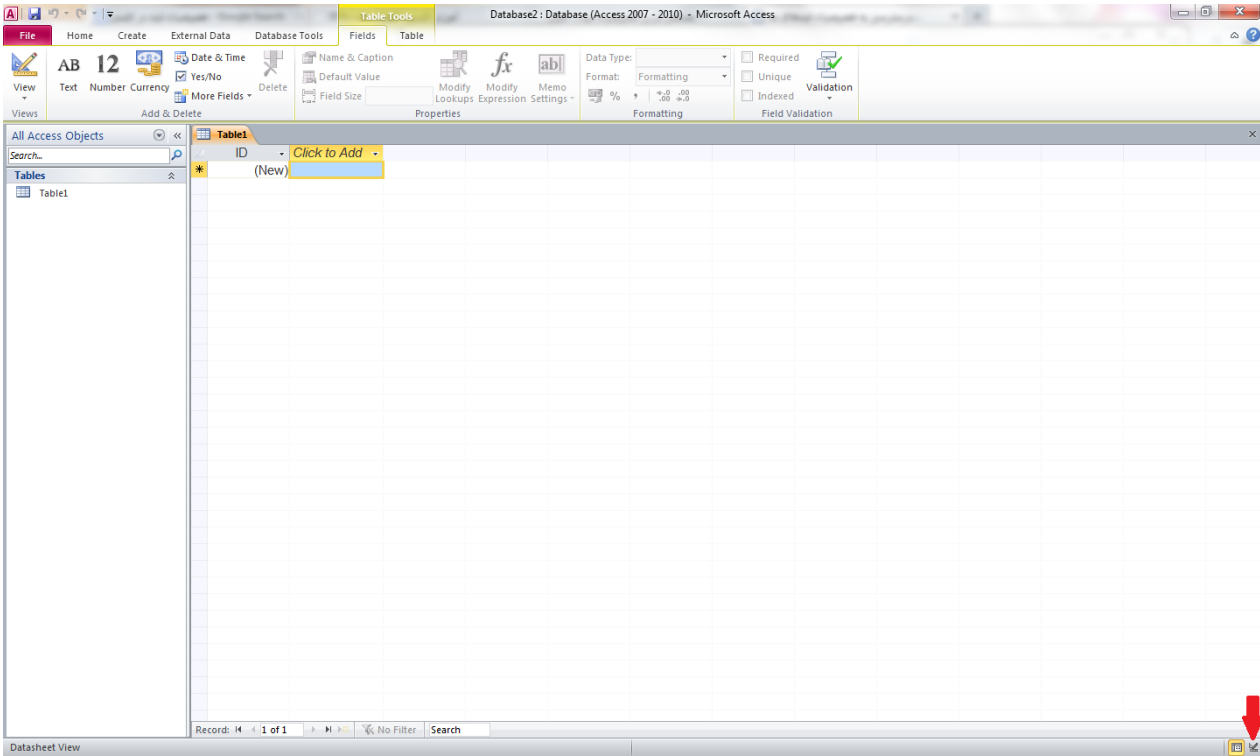 Table Tools
Database2 : Database (Access 2007 - 2010) - Microsoft Access
File Home Create External Data Database Tools Fields Table
View
AB 12
Text Number Currency
Date & Time
Yes/No
More Fields
Delete
Name & Caption
Default Value
Field Size
Modify Lookups
fx
Modify Expression
ab
Memo Settings
Data Type:
Format: Formatting
% , .00 .00
Required
Unique
Indexed
Validation
Views Add & Delete Properties Formatting Field Validation
All Access Objects
Search...
Tables
Table1
Table1
ID Click to Add
* (New)
Record: 1 of 1 No Filter Search
Datasheet View